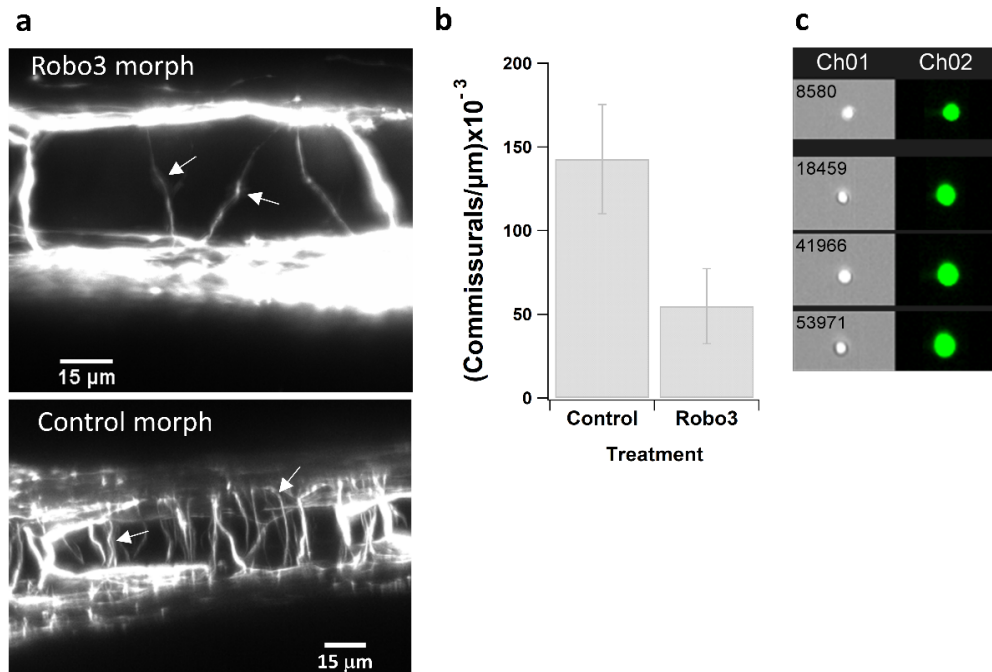 a
Robo3 morph
15 μm
Control morph
15 μm
b
(Commissurals/μm)x10⁻³
200
150
100
50
0
Control
Robo3
Treatment
c
Ch01 Ch02
8580
18459
41966
53971